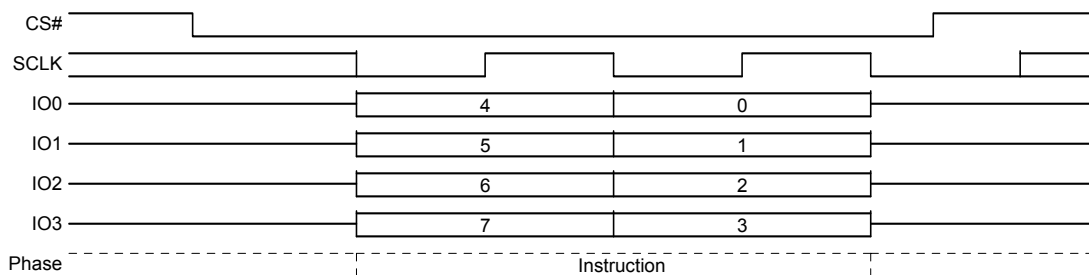 CS#
SCLK
IO0 4 0
IO1 5 1
IO2 6 2
IO3 7 3
Phase Instruction